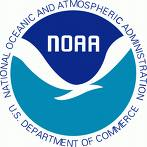 NATIONAL OCEANIC AND ATMOSPHERIC ADMINISTRATION
NOAA
U.S. DEPARTMENT OF COMMERCE